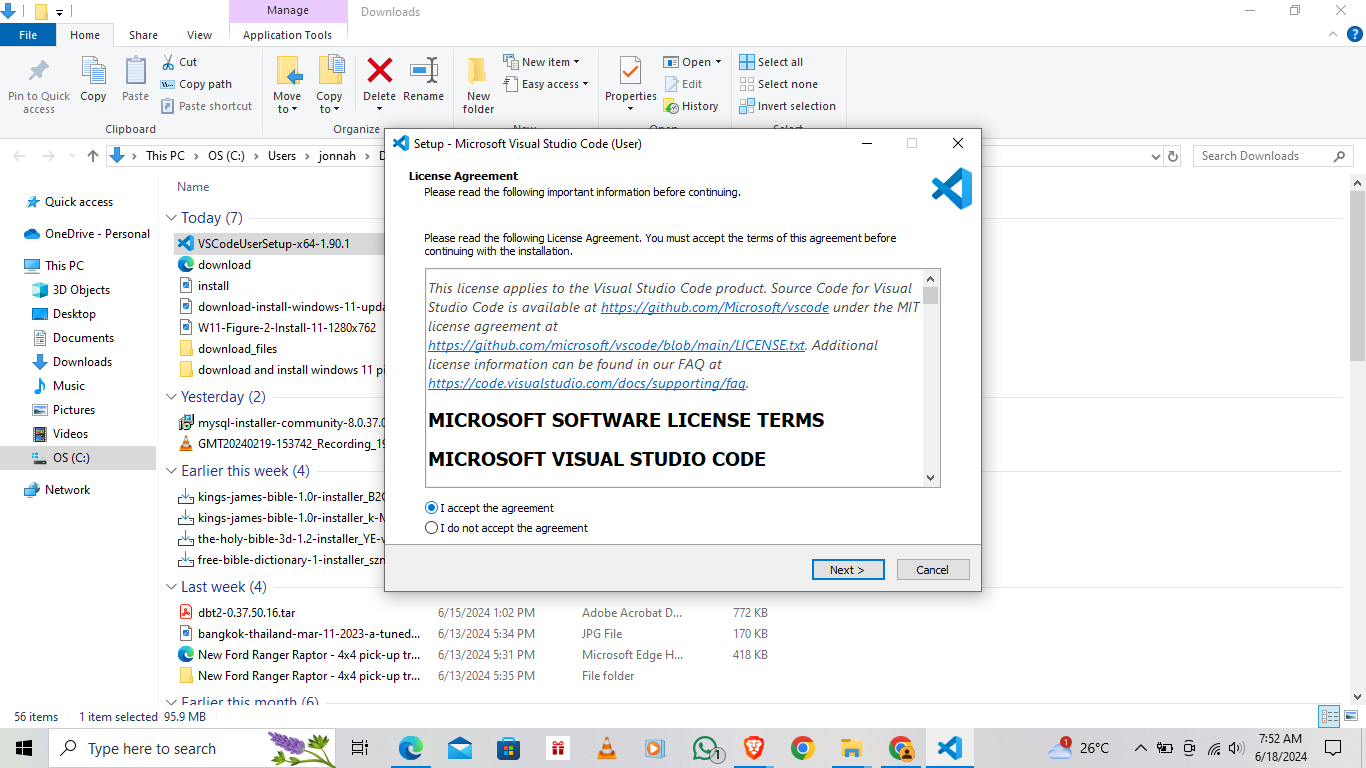 Manage
Downloads
File
Home
Share
View
Application Tools
Pin to Quick access
Copy
Paste
Cut
Copy path
Paste shortcut
Clipboard
Move to
Copy to
Delete
Rename
Organize
New folder
New item
Easy access
Properties
Open
Edit
History
Select all
Select none
Invert selection
This PC
OS (C:)
Users
jonnah
Search Downloads
Quick access
OneDrive - Personal
This PC
3D Objects
Desktop
Documents
Downloads
Music
Pictures
Videos
OS (C:)
Network
Name
Today (7)
VSCodeUserSetup-x64-1.90.1
download
install
download-install-windows-11-upda
W11-Figure-2-Install-11-1280x762
download_files
download and install windows 11 pi
Yesterday (2)
mysql-installer-community-8.0.37.0
GMT20240219-153742_Recording_19
Earlier this week (4)
kings-james-bible-1.0r-installer_B2C
kings-james-bible-1.0r-installer_k-N
the-holy-bible-3d-1.2-installer_YE-v
free-bible-dictionary-1-installer_szn
Last week (4)
dbt2-0.37.50.16.tar 6/15/2024 1:02 PM Adobe Acrobat D... 772 KB
bangkok-thailand-mar-11-2023-a-tuned... 6/13/2024 5:34 PM JPG File 170 KB
New Ford Ranger Raptor - 4x4 pick-up tr... 6/13/2024 5:31 PM Microsoft Edge H... 418 KB
New Ford Ranger Raptor - 4x4 pick-up tr... 6/13/2024 5:35 PM File folder
Earlier this month (6)
Setup - Microsoft Visual Studio Code (User)
License Agreement
Please read the following important information before continuing.
Please read the following License Agreement. You must accept the terms of this agreement before
continuing with the installation.
This license applies to the Visual Studio Code product. Source Code for Visual
Studio Code is available at https://github.com/Microsoft/vscode under the MIT
license agreement at
https://github.com/microsoft/vscode/blob/main/LICENSE.txt. Additional
license information can be found in our FAQ at
https://code.visualstudio.com/docs/supporting/faq.
MICROSOFT SOFTWARE LICENSE TERMS
MICROSOFT VISUAL STUDIO CODE
I accept the agreement
I do not accept the agreement
Next >
Cancel
56 items 1 item selected 95.9 MB
Type here to search
1
1
26°C
7:52 AM
6/18/2024